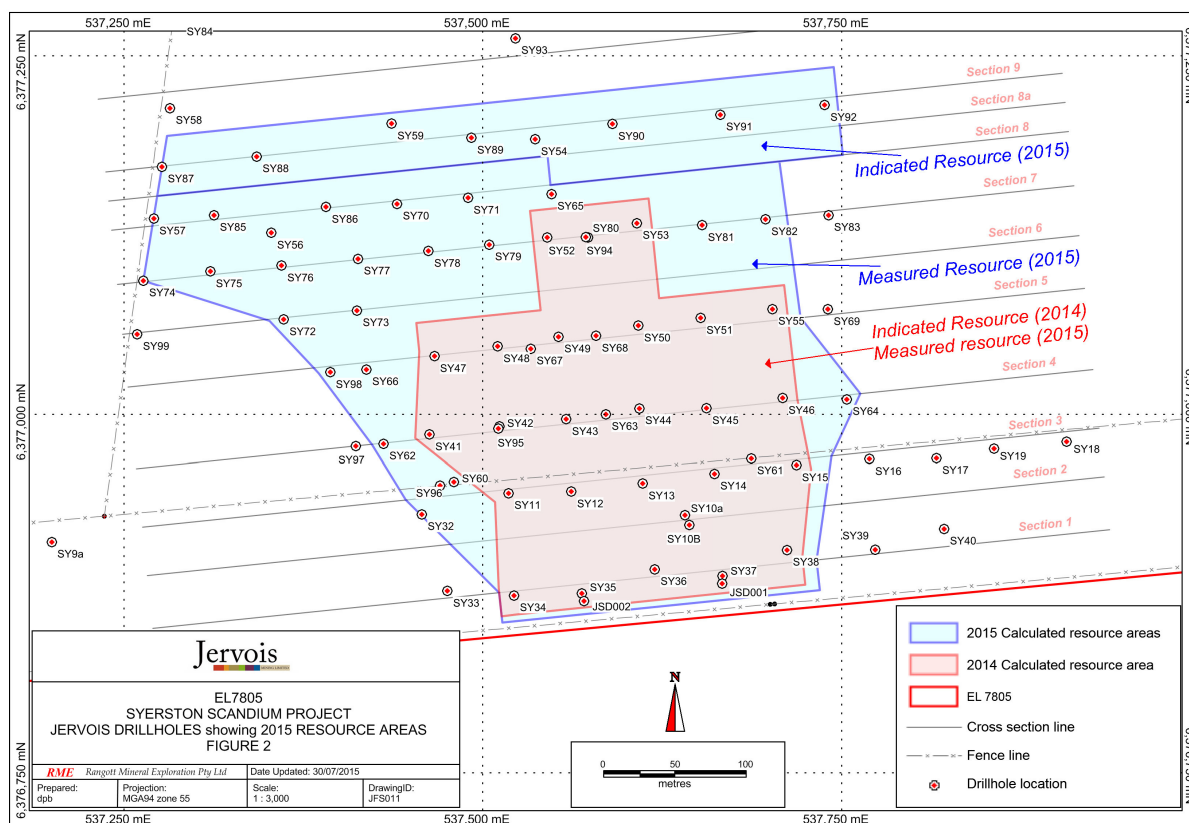 537,250 mE
537,500 mE
537,750 mE
SY84
SY93
6,377,250 mN
Section 9
Section 8a
Section 8
SY58
SY59
SY89
SY54
SY90
SY91
SY92
SY87
SY88
Indicated Resource (2015)
Section 7
SY57
SY85
SY56
SY86
SY70
SY71
SY65
SY80
SY53
SY81
SY82
SY83
SY52
SY94
Section 6
SY74
SY75
SY76
SY77
SY78
SY79
Measured Resource (2015)
Section 5
SY72
SY73
SY55
SY69
Indicated Resource (2014)
Measured resource (2015)
SY99
SY48
SY67
SY49
SY68
SY50
SY51
SY47
Section 4
SY98
SY66
SY46
SY64
6,377,000 mN
SY42
SY95
SY43
SY63
SY44
SY45
Section 3
SY97
SY62
SY41
SY61
SY15
SY16
SY17
SY19
SY18
Section 2
SY96
SY60
SY11
SY12
SY13
SY14
SY32
SY10a
SY10B
Section 1
SY9a
SY39
SY40
SY38
SY36
SY37
JSD001
SY33
SY34
SY35
JSD002
Jervois
EL7805
SYERSTON SCANDIUM PROJECT
JERVOIS DRILLHOLES showing 2015 RESOURCE AREAS
FIGURE 2
RME Rangott Mineral Exploration Pty Ltd
Date Updated: 30/07/2015
Prepared:
dpb
Projection:
MGA94 zone 55
Scale:
1 : 3,000
DrawingID:
JFS011
N
0 50 100
metres
2015 Calculated resource areas
2014 Calculated resource area
EL 7805
Cross section line
Fence line
Drillhole location
6,376,750 mN
537,250 mE
537,500 mE
537,750 mE